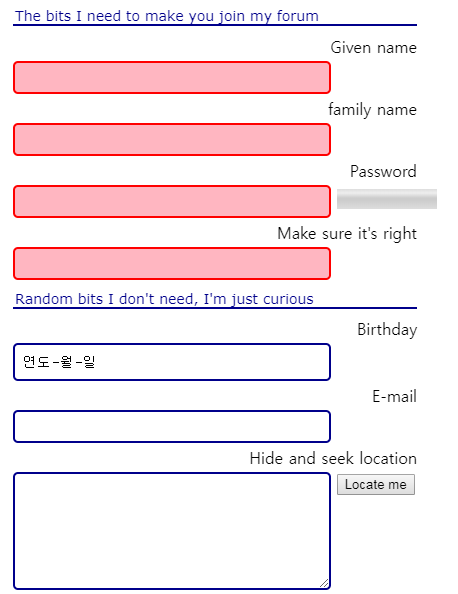 The bits I need to make you join my forum
Given name
family name
Password
Make sure it's right
Random bits I don't need, I'm just curious
Birthday
연도-월-일
E-mail
Hide and seek location
Locate me